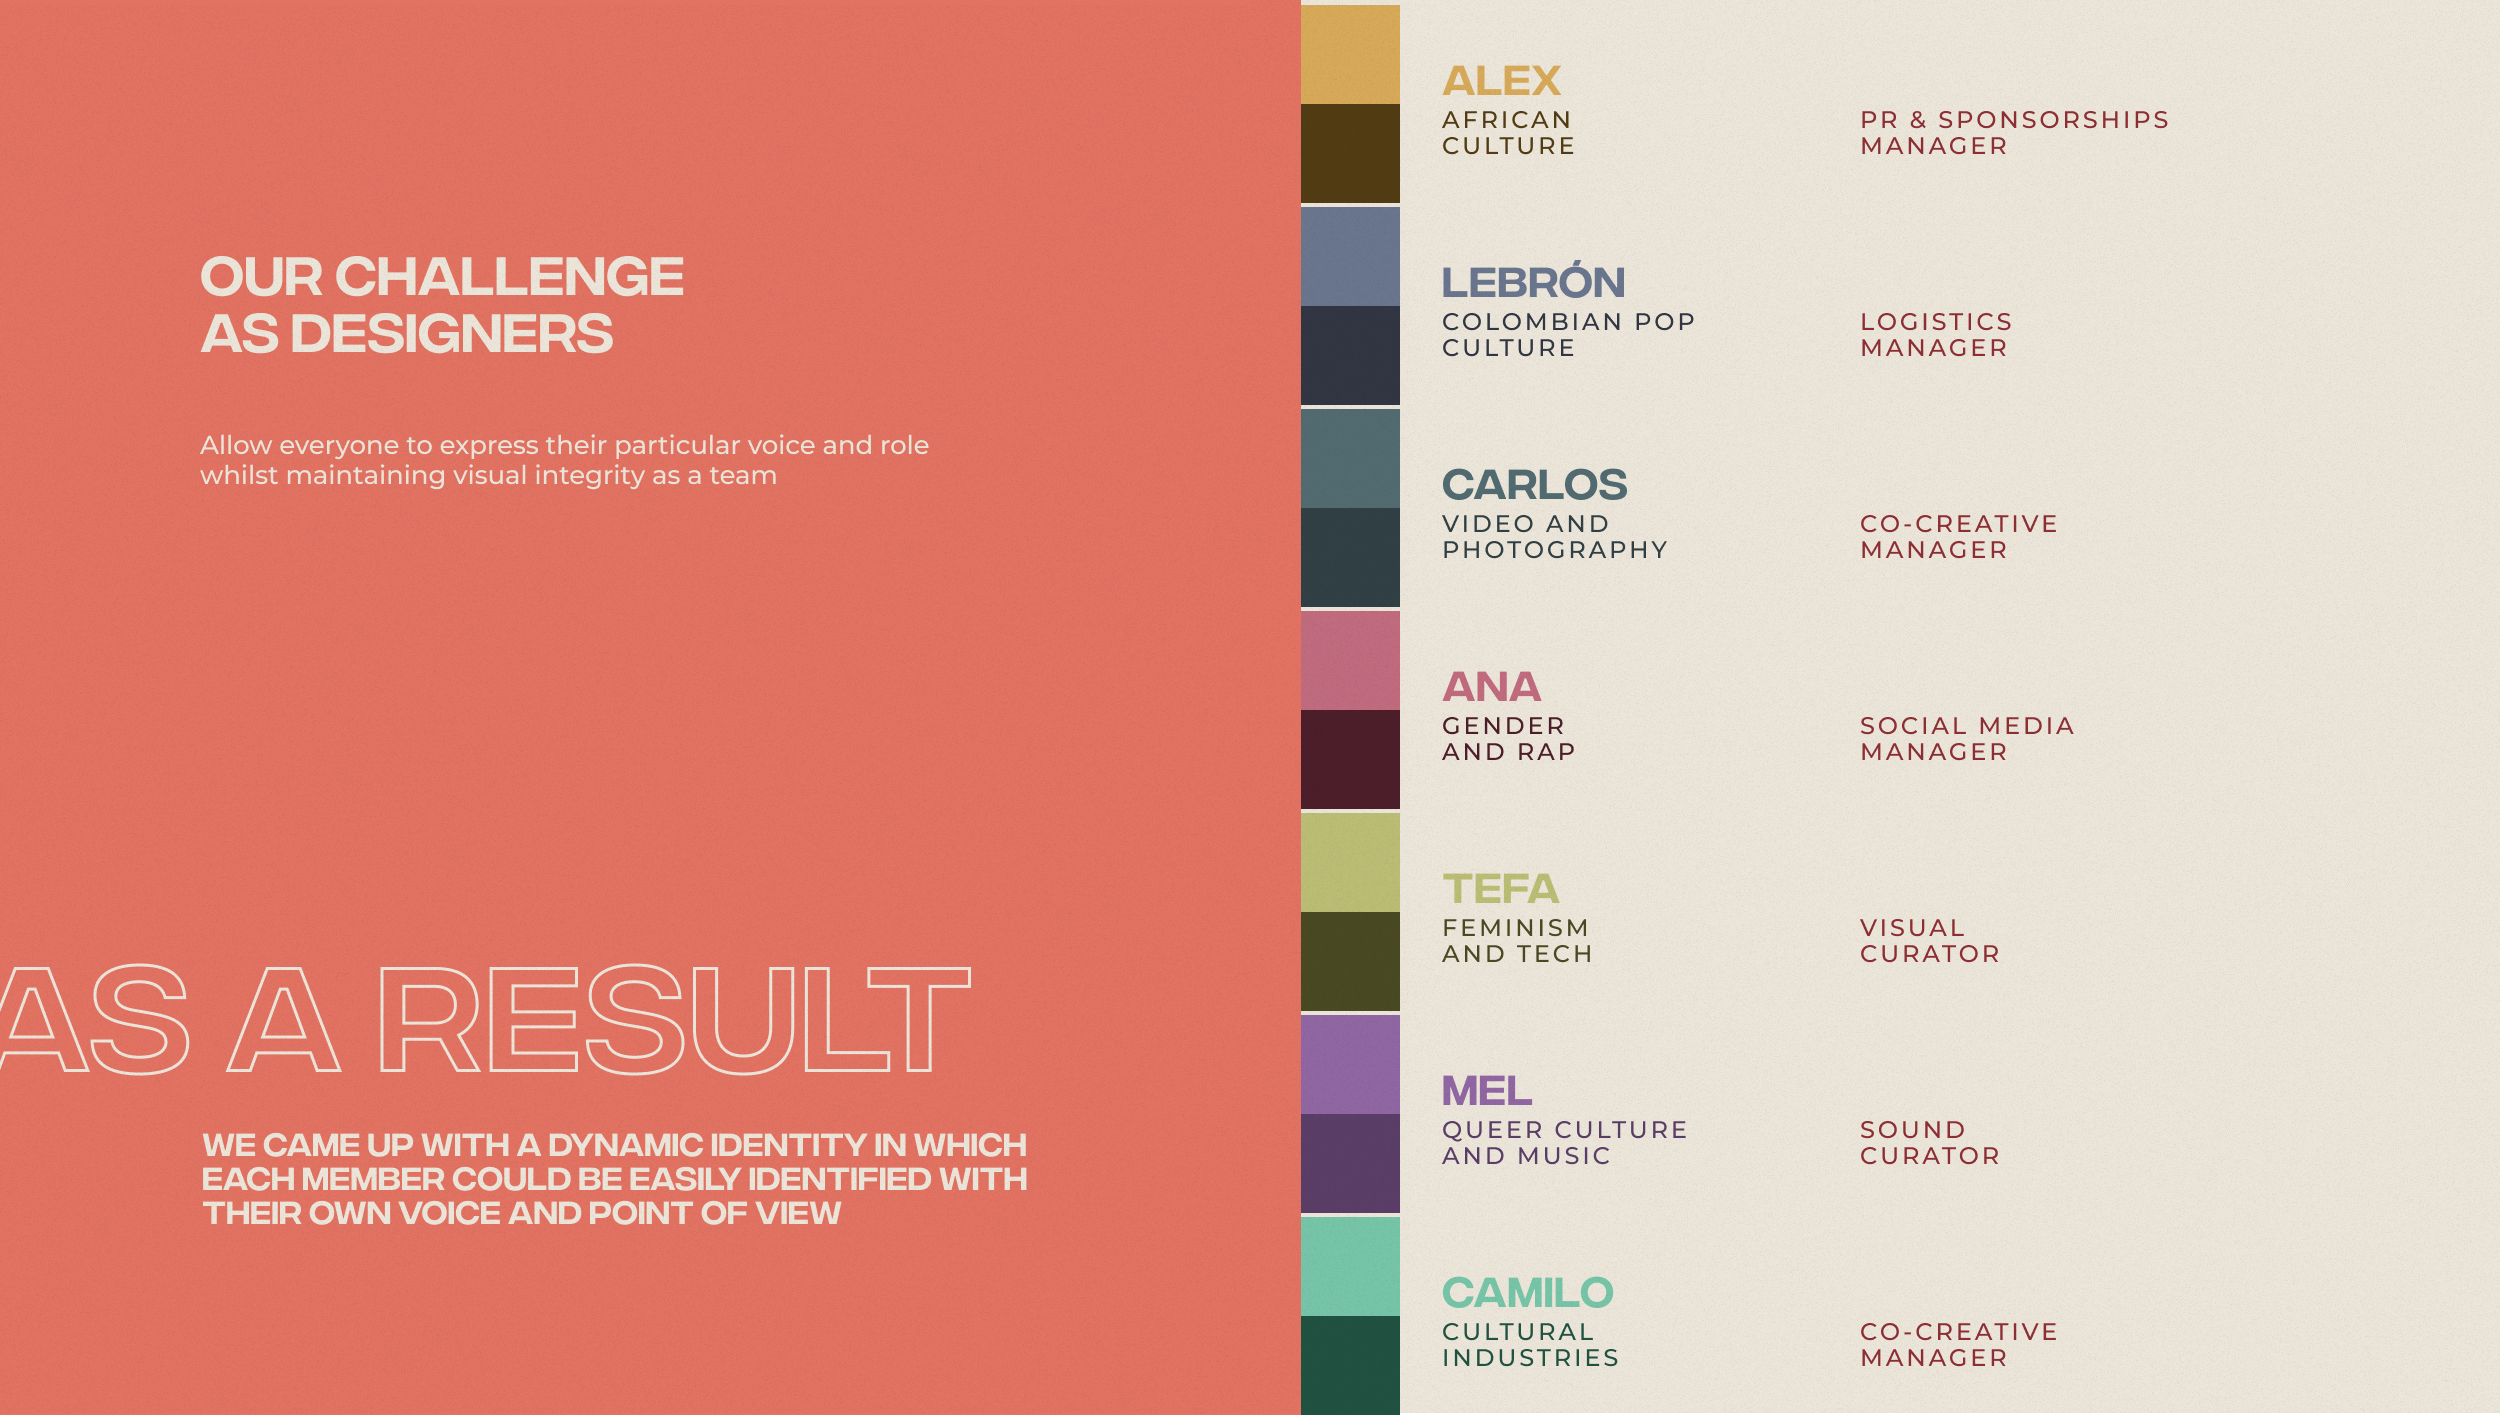 OUR CHALLENGE
AS DESIGNERS
Allow everyone to express their particular voice and role
whilst maintaining visual integrity as a team
AS A RESULT
WE CAME UP WITH A DYNAMIC IDENTITY IN WHICH
EACH MEMBER COULD BE EASILY IDENTIFIED WITH
THEIR OWN VOICE AND POINT OF VIEW
ALEX
AFRICAN
CULTURE
PR & SPONSORSHIPS
MANAGER
LEBRÓN
COLOMBIAN POP
CULTURE
LOGISTICS
MANAGER
CARLOS
VIDEO AND
PHOTOGRAPHY
CO-CREATIVE
MANAGER
ANA
GENDER
AND RAP
SOCIAL MEDIA
MANAGER
TEFA
FEMINISM
AND TECH
VISUAL
CURATOR
MEL
QUEER CULTURE
AND MUSIC
SOUND
CURATOR
CAMILO
CULTURAL
INDUSTRIES
CO-CREATIVE
MANAGER